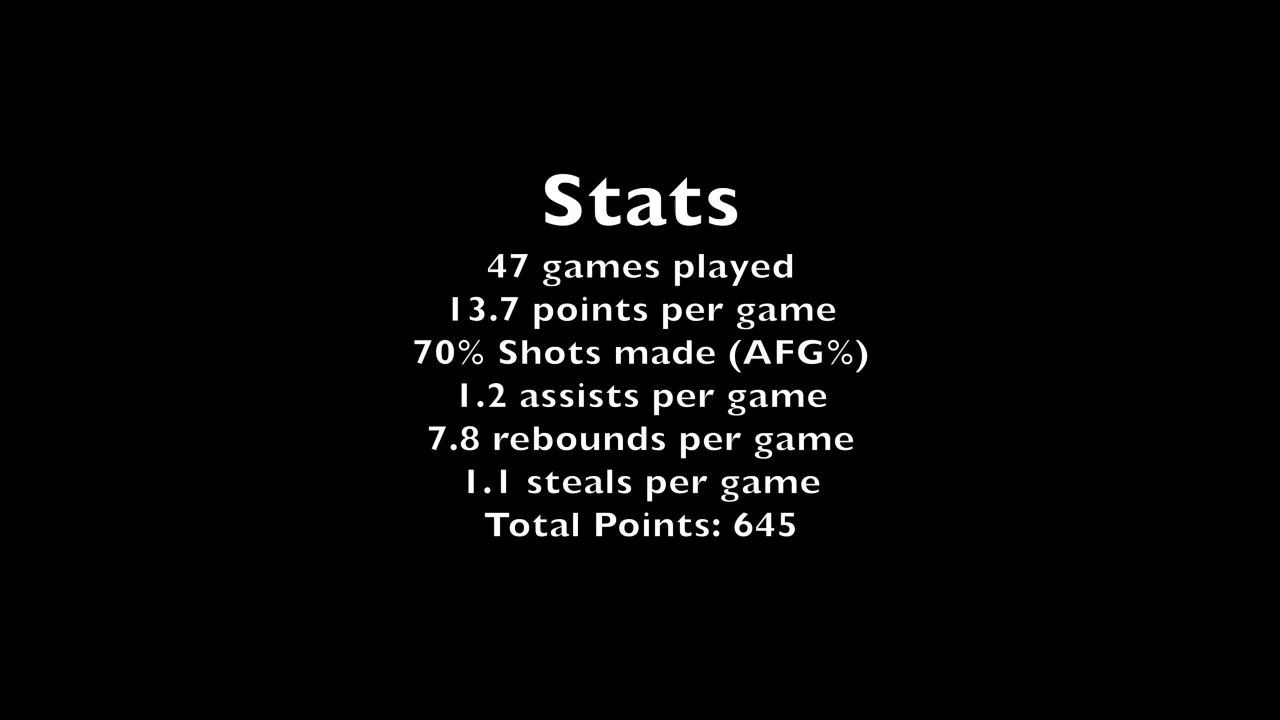 Stats
47 games played
13.7 points per game
70% Shots made (AFG%)
1.2 assists per game
7.8 rebounds per game
1.1 steals per game
Total Points: 645